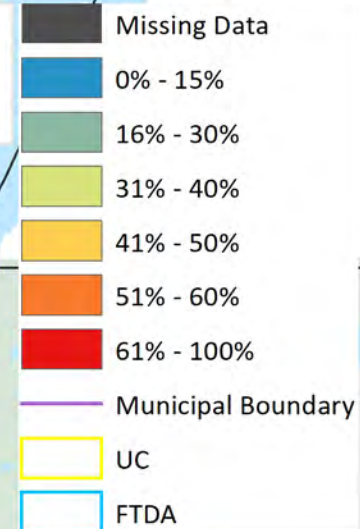 Missing Data
0% - 15%
16% - 30%
31% - 40%
41% - 50%
51% - 60%
61% - 100%
Municipal Boundary
UC
FTDA